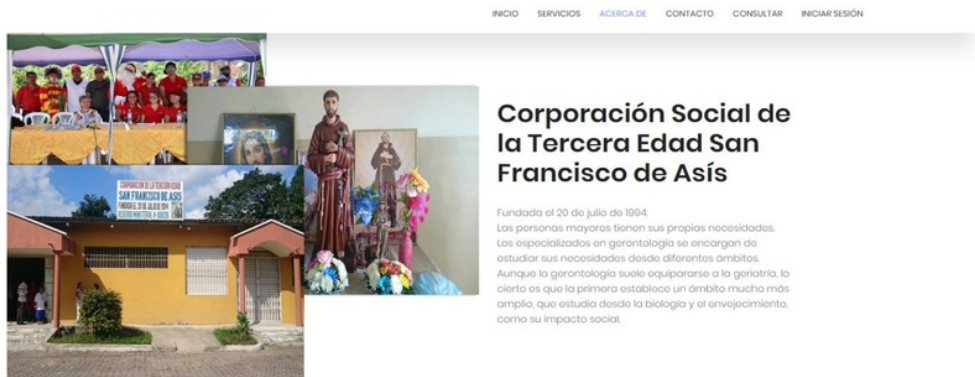 INICIO SERVICIOS ACERCA DE CONTACTO CONSULTAR INICIAR SESIÓN
Corporación Social de
la Tercera Edad San
Francisco de Asís
Fundada el 20 de julio de 1994.
Las personas mayores tienen sus propias necesidades.
Los especializados en gerontología se encargan de
estudiar sus necesidades desde diferentes ámbitos.
Aunque la gerontología suele equipararse a la geriatría, lo
cierto es que la primera establece un ámbito mucho más
amplio, que estudia desde la biología y el envejecimiento,
como su impacto social.
CORPORACION DE LA TERCERA EDAD
SAN FRANCISCO DE ASIS
FUNDADA EL 20 DE JULIO DE 1994